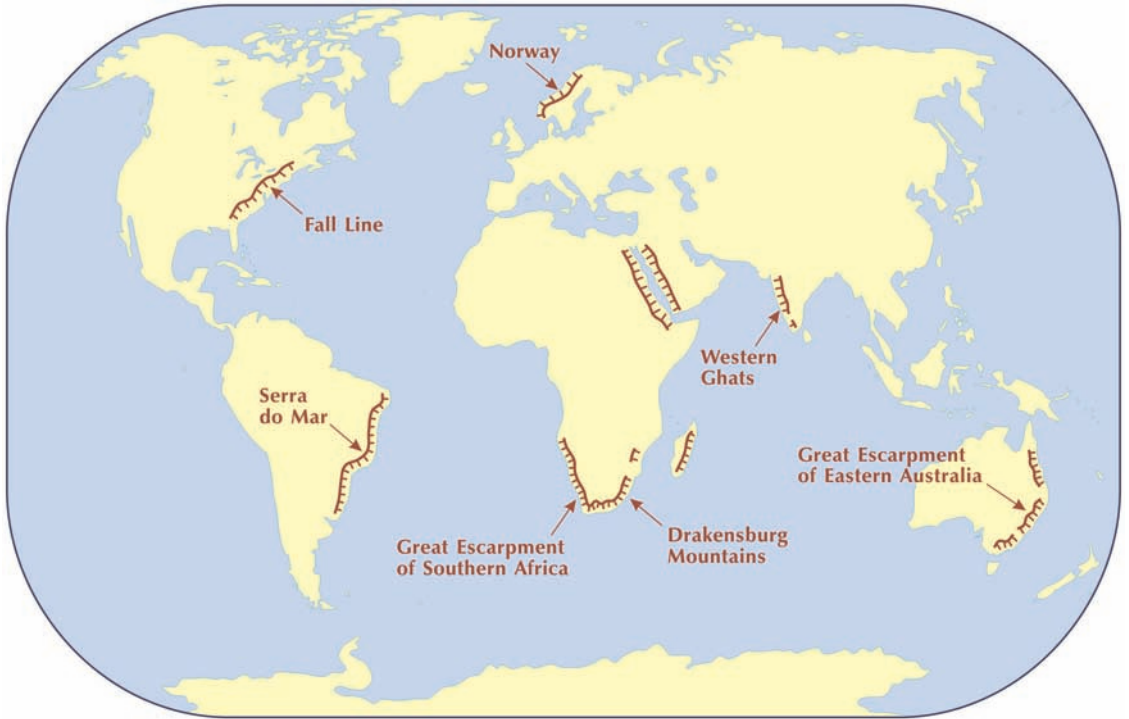 Norway
Fall Line
Western
Ghats
Serra
do Mar
Great Escarpment
of Eastern Australia
Drakensburg
Mountains
Great Escarpment
of Southern Africa